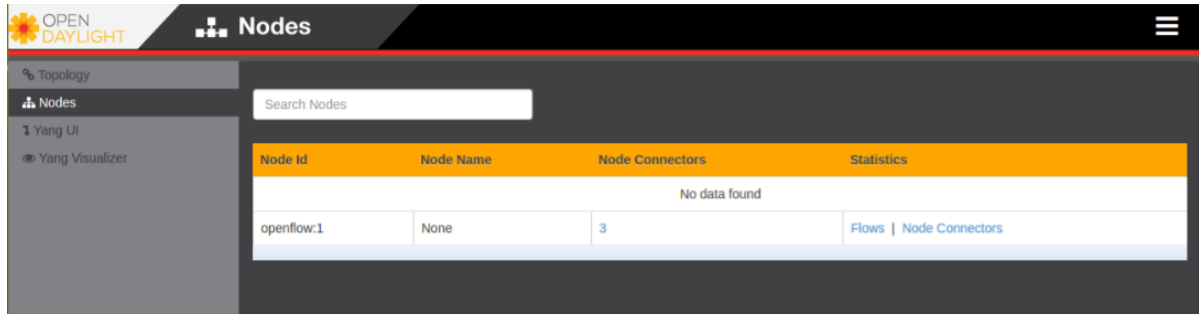 OPEN
DAYLIGHT
Nodes
Topology
Nodes
Yang UI
Yang Visualizer
Search Nodes
Node Id Node Name Node Connectors Statistics
No data found
openflow:1 None 3 Flows | Node Connectors